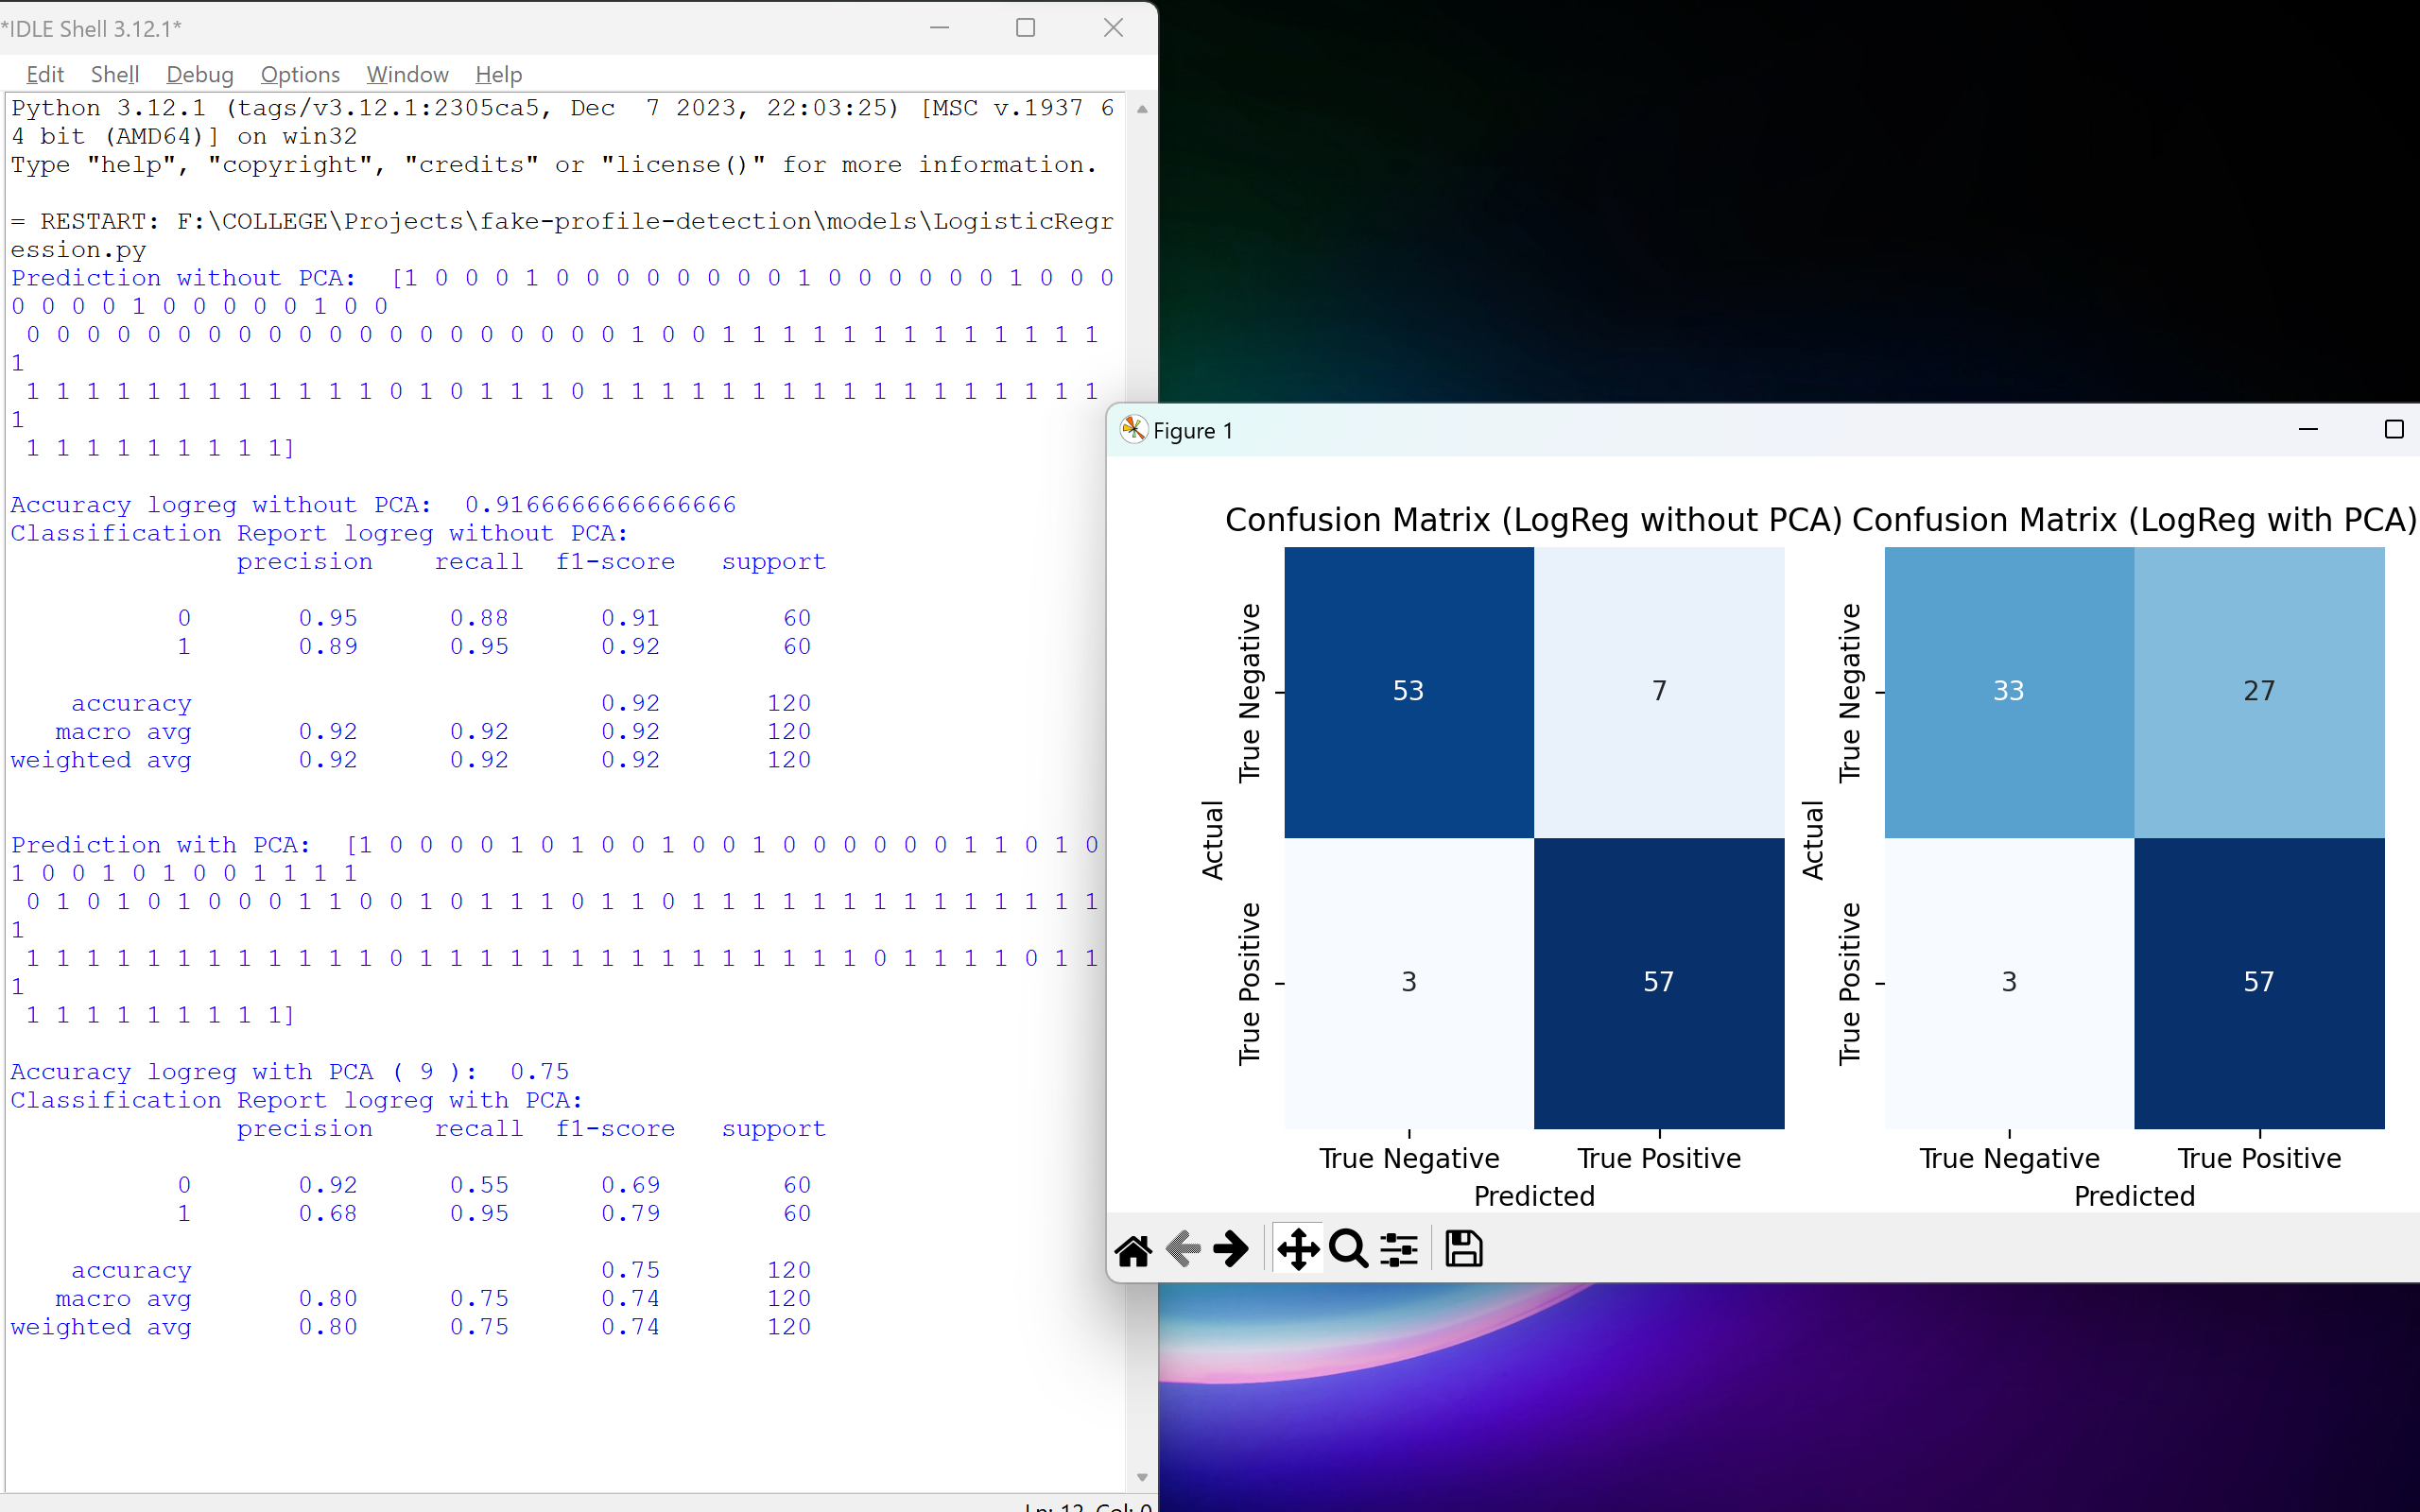 *IDLE Shell 3.12.1*
Edit Shell Debug Options Window Help
Python 3.12.1 (tags/v3.12.1:2305ca5, Dec  7 2023, 22:03:25) [MSC v.1937 6
4 bit (AMD64)] on win32
Type "help", "copyright", "credits" or "license()" for more information.
= RESTART: F:\COLLEGE\Projects\fake-profile-detection\models\LogisticRegr
ession.py
Prediction without PCA:  [1 0 0 0 1 0 0 0 0 0 0 0 0 1 0 0 0 0 0 0 1 0 0 0
0 0 0 0 1 0 0 0 0 0 1 0 0
0 0 0 0 0 0 0 0 0 0 0 0 0 0 0 0 0 0 0 0 1 0 0 1 1 1 1 1 1 1 1 1 1 1 1 1
1
1 1 1 1 1 1 1 1 1 1 1 1 0 1 0 1 1 1 0 1 1 1 1 1 1 1 1 1 1 1 1 1 1 1 1 1
1
1 1 1 1 1 1 1 1 1]
Accuracy logreg without PCA:  0.9166666666666666
Classification Report logreg without PCA:
precision recall f1-score support
0 0.95 0.88 0.91 60
1 0.89 0.95 0.92 60
accuracy 0.92 120
macro avg 0.92 0.92 0.92 120
weighted avg 0.92 0.92 0.92 120
Prediction with PCA:  [1 0 0 0 0 1 0 1 0 0 1 0 0 1 0 0 0 0 0 0 1 1 0 1 0
1 0 0 1 0 1 0 0 1 1 1 1
0 1 0 1 0 1 0 0 0 1 1 0 0 1 0 1 1 1 0 1 1 0 1 1 1 1 1 1 1 1 1 1 1 1 1 1
1
1 1 1 1 1 1 1 1 1 1 1 1 0 1 1 1 1 1 1 1 1 1 1 1 1 1 1 1 0 1 1 1 1 0 1 1
1
1 1 1 1 1 1 1 1 1]
Accuracy logreg with PCA ( 9 ):  0.75
Classification Report logreg with PCA:
precision recall f1-score support
0 0.92 0.55 0.69 60
1 0.68 0.95 0.79 60
accuracy 0.75 120
macro avg 0.80 0.75 0.74 120
weighted avg 0.80 0.75 0.74 120
Ln: 12 Col: 0
Figure 1
Confusion Matrix (LogReg without PCA)
Actual
True Negative
53 7
True Positive
3 57
True Negative True Positive
Predicted
Confusion Matrix (LogReg with PCA)
Actual
True Negative
33 27
True Positive
3 57
True Negative True Positive
Predicted